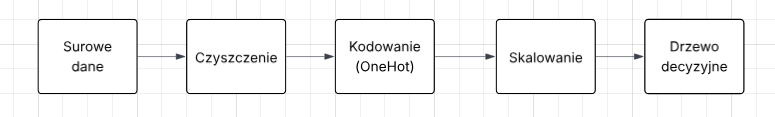 Surowe
dane
Czyszczenie
Kodowanie
(OneHot)
Skalowanie
Drzewo
decyzyjne